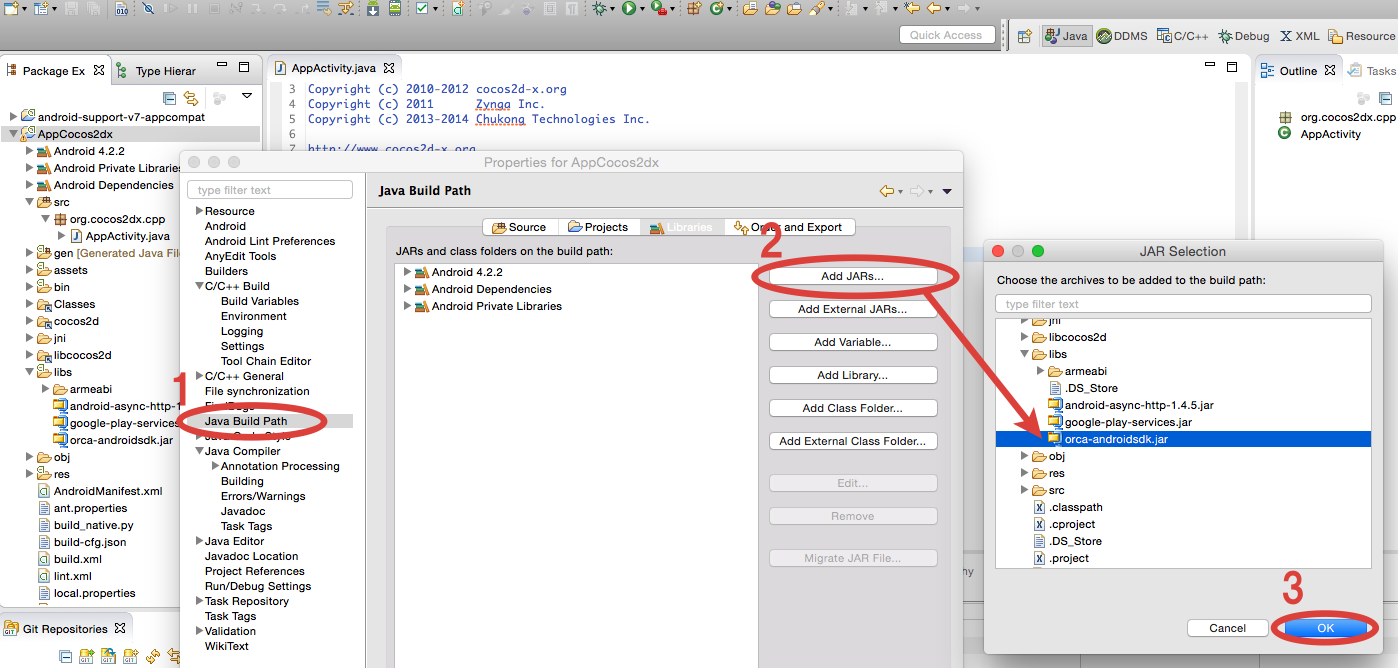 Quick Access
Java
DDMS
C/C++
Debug
XML
Resource
Package Ex
Type Hierar
android-support-v7-appcompat
AppCocos2dx
Android 4.2.2
Android Private Libraries
Android Dependencies
src
org.cocos2dx.cpp
AppActivity.java
gen [Generated Java Fil
assets
bin
Classes
cocos2d
jni
libcocos2d
libs
armeabi
android-async-http-1
google-play-services
orca-androidsdk.jar
obj
res
AndroidManifest.xml
ant.properties
build_native.py
build-cfg.json
build.xml
lint.xml
local.properties
Git Repositories
AppActivity.java
3 Copyright (c) 2010-2012 cocos2d-x.org
4 Copyright (c) 2011 Zynga Inc.
5 Copyright (c) 2013-2014 Chukong Technologies Inc.
6
7 http://www.cocos2d-x.org
Outline
Tasks
org.cocos2dx.cpp
AppActivity
Properties for AppCocos2dx
type filter text
Resource
Android
Android Lint Preferences
AnyEdit Tools
Builders
C/C++ Build
Build Variables
Environment
Logging
Settings
Tool Chain Editor
C/C++ General
File synchronization
1
Java Build Path
Java Code Style
Java Compiler
Annotation Processing
Building
Errors/Warnings
Javadoc
Task Tags
Java Editor
Javadoc Location
Project References
Run/Debug Settings
Task Repository
Task Tags
Validation
WikiText
Java Build Path
Source
Projects
Libraries
Order and Export
JARs and class folders on the build path:
Android 4.2.2
Android Dependencies
Android Private Libraries
2
Add JARs...
Add External JARs...
Add Variable...
Add Library...
Add Class Folder...
Add External Class Folder...
Edit...
Remove
Migrate JAR File...
hy
JAR Selection
Choose the archives to be added to the build path:
type filter text
jni
libcocos2d
libs
armeabi
.DS_Store
android-async-http-1.4.5.jar
google-play-services.jar
orca-androidsdk.jar
obj
res
src
.classpath
.cproject
.DS_Store
.project
3
Cancel
OK